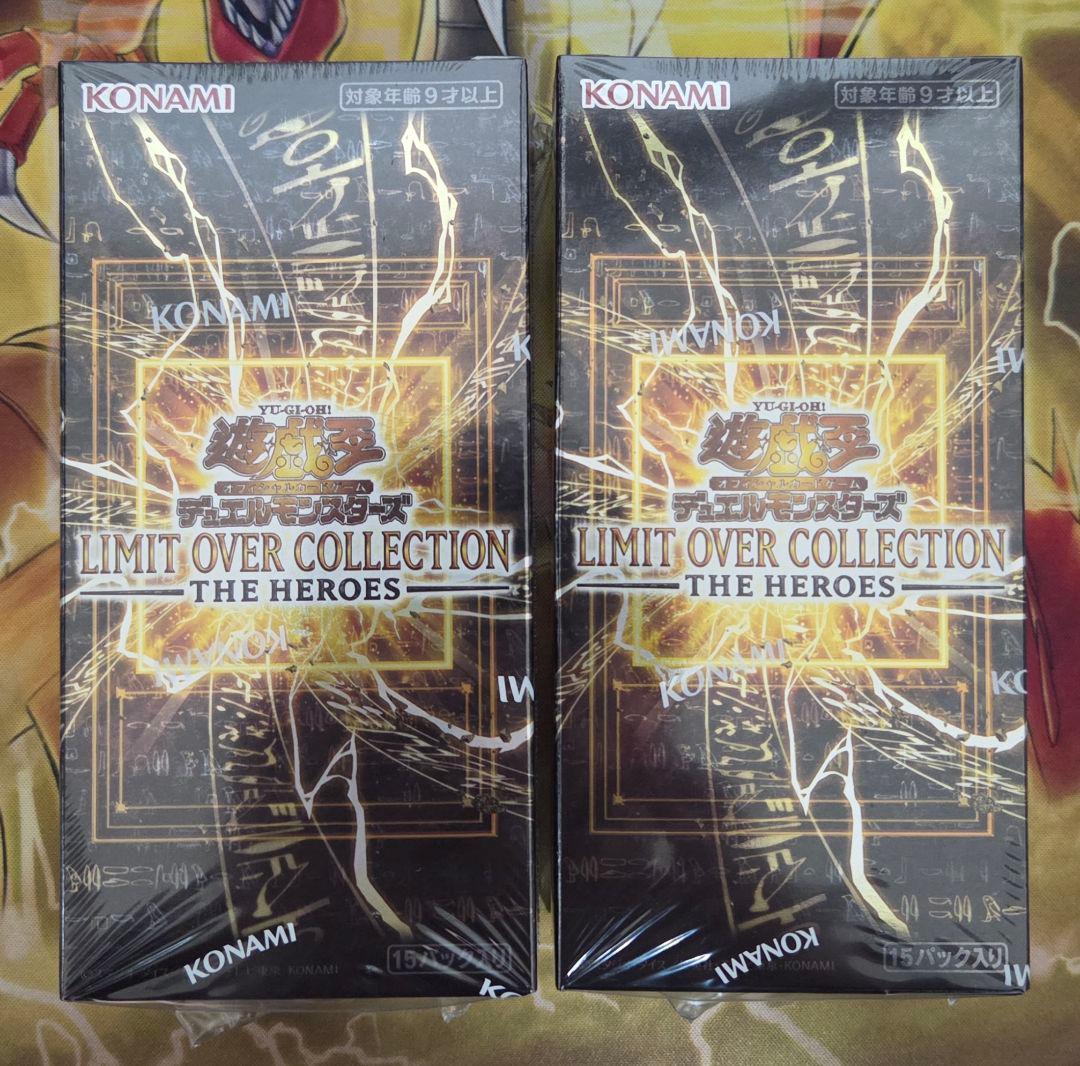 KONAMI
対象年齢9才以上
KONAMI
YU-GI-OH!
遊戯王
オフィシャルカードゲーム
デュエルモンスターズ
LIMIT OVER COLLECTION
THE HEROES
KONAMI
KONAMI
15パック入り
KONAMI
KONAMI
対象年齢9才以上
KONAMI
YU-GI-OH!
遊戯王
オフィシャルカードゲーム
デュエルモンスターズ
LIMIT OVER COLLECTION
THE HEROES
KONAMI
KONAMI
15パック入り
KONAMI